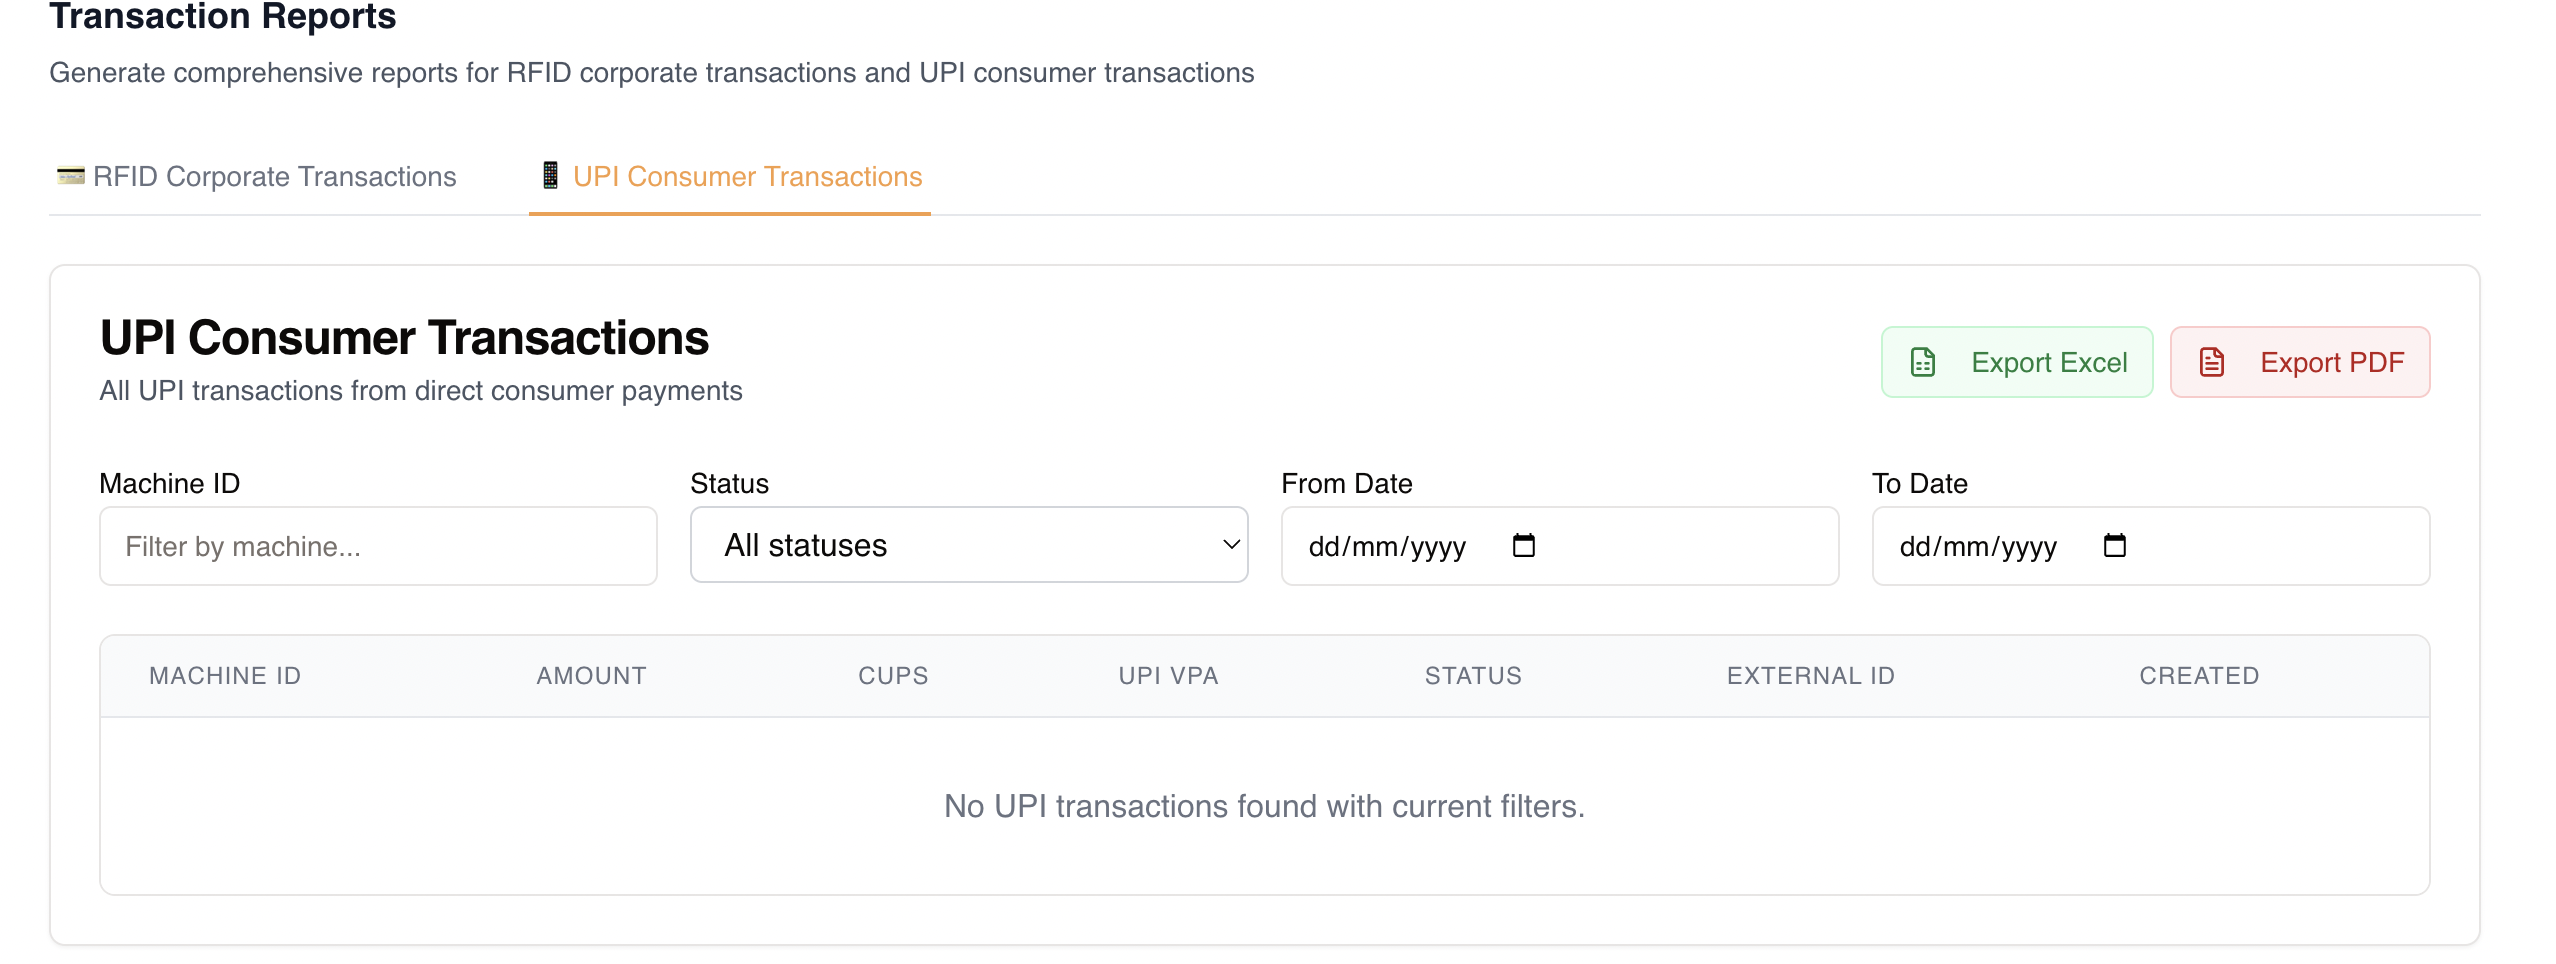 Transaction Reports
Generate comprehensive reports for RFID corporate transactions and UPI consumer transactions
RFID Corporate Transactions
UPI Consumer Transactions
UPI Consumer Transactions
All UPI transactions from direct consumer payments
Export Excel
Export PDF
Machine ID
Status
From Date
To Date
Filter by machine...
All statuses
dd/mm/yyyy
dd/mm/yyyy
MACHINE ID AMOUNT CUPS UPI VPA STATUS EXTERNAL ID CREATED
No UPI transactions found with current filters.